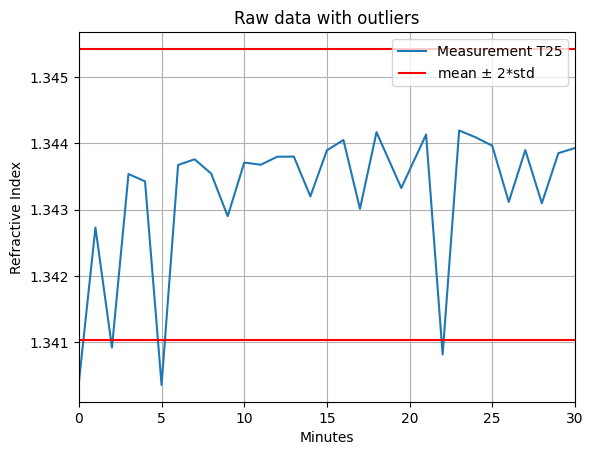 Raw data with outliers
Measurement T25
mean ± 2*std
Refractive Index
1.345
1.344
1.343
1.342
1.341
0 5 10 15 20 25 30
Minutes